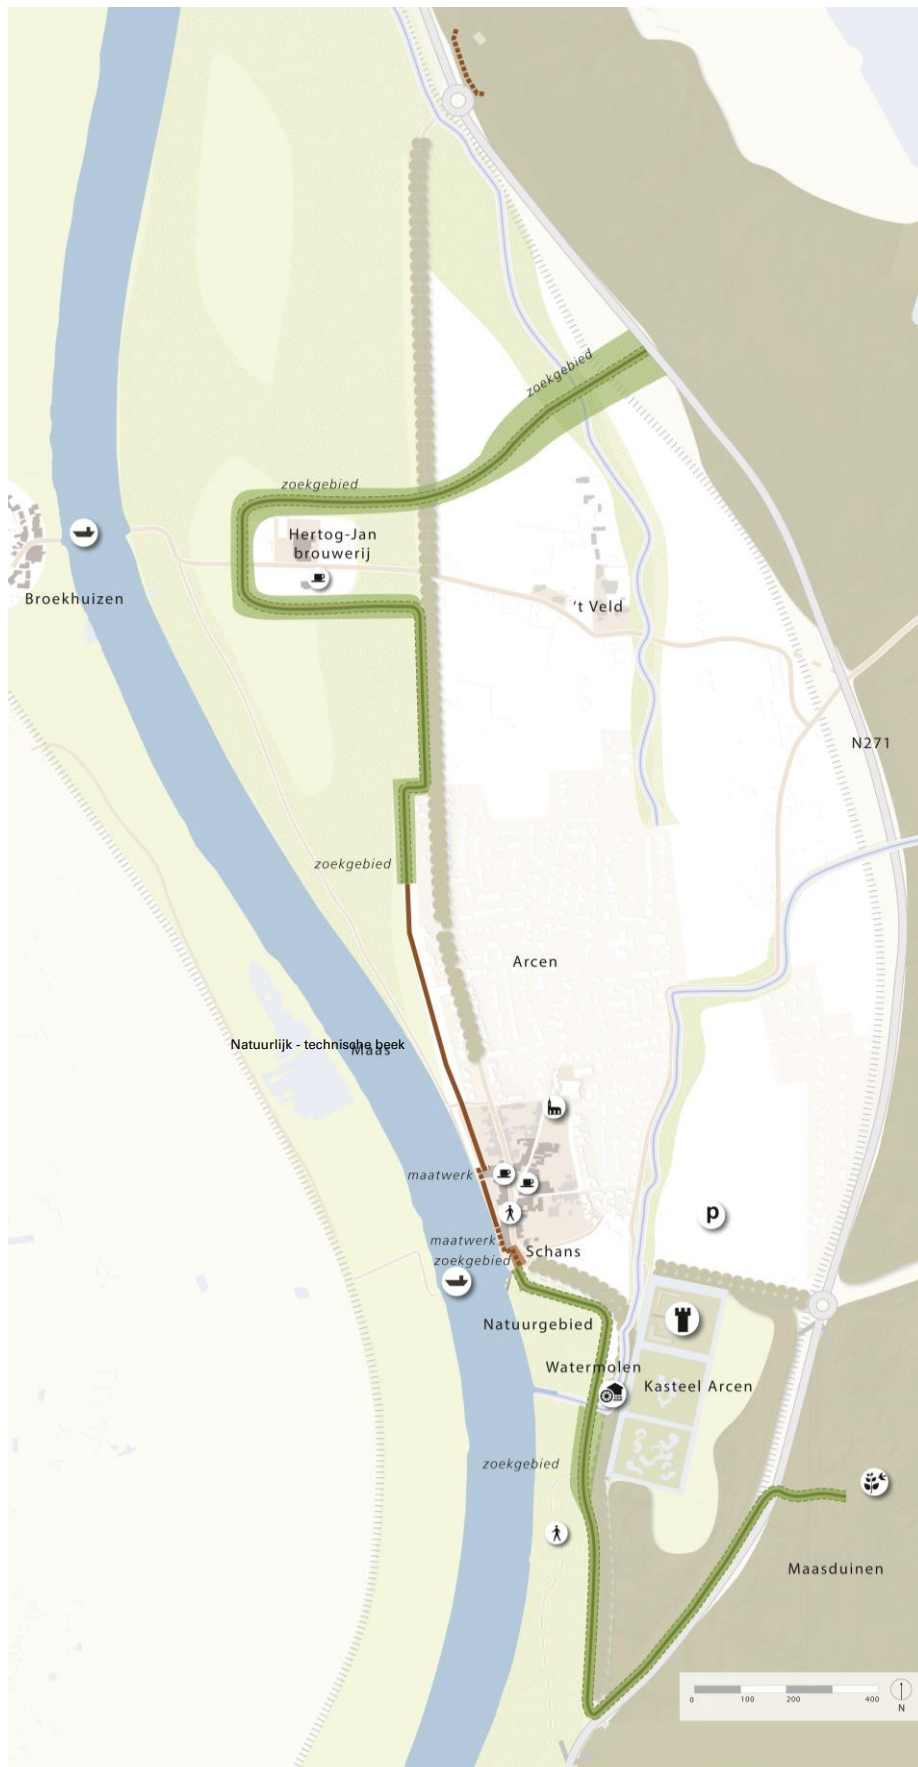 zoekgebied
zoekgebied
Hertog-Jan
brouwerij
Broekhuizen
't Veld
N271
zoekgebied
Arcen
Natuurlijk - technische beek
Maas
maatwerk
p
maatwerk
Schans
zoekgebied
Natuurgebied
Watermolen
Kasteel Arcen
zoekgebied
Maasduinen
0 100 200 400
N